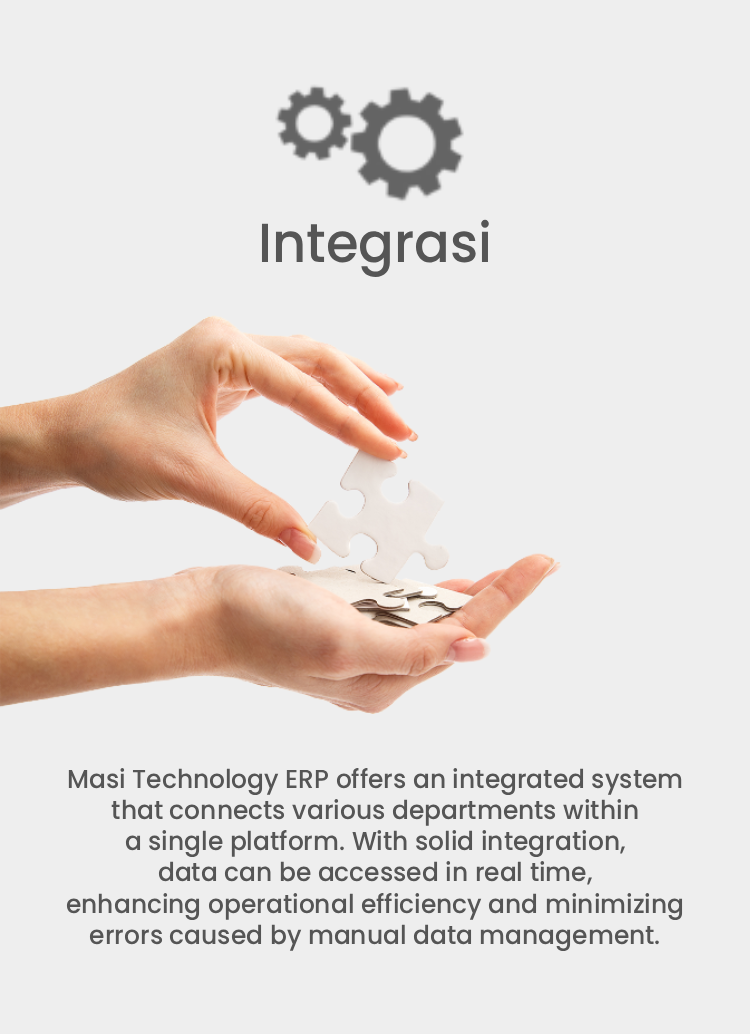 Integrasi
Masi Technology ERP offers an integrated system
that connects various departments within
a single platform. With solid integration,
data can be accessed in real time,
enhancing operational efficiency and minimizing
errors caused by manual data management.